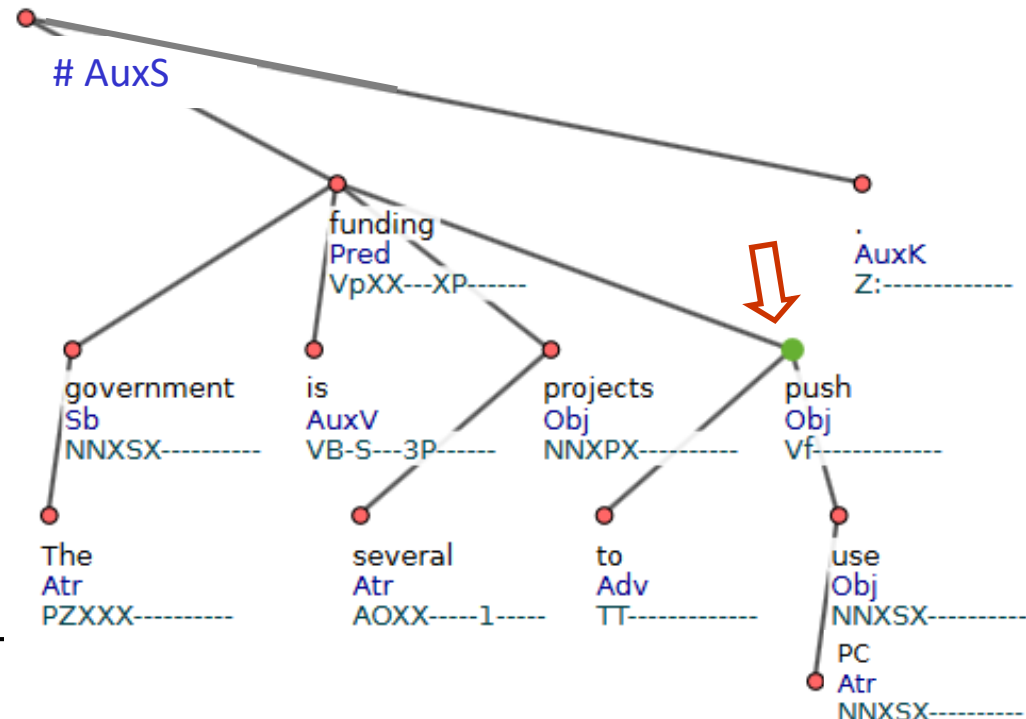 # AuxS
funding
Pred
VpXX---XP------
.
AuxK
Z:-------------
government
Sb
NNXSX----------
is
AuxV
VB-S---3P------
projects
Obj
NNXPX----------
push
Obj
Vf-------------
The
Atr
PZXXX----------
several
Atr
AOXX-----1-----
to
Adv
TT-------------
use
Obj
NNXSX----------
PC
Atr
NNXSX----------